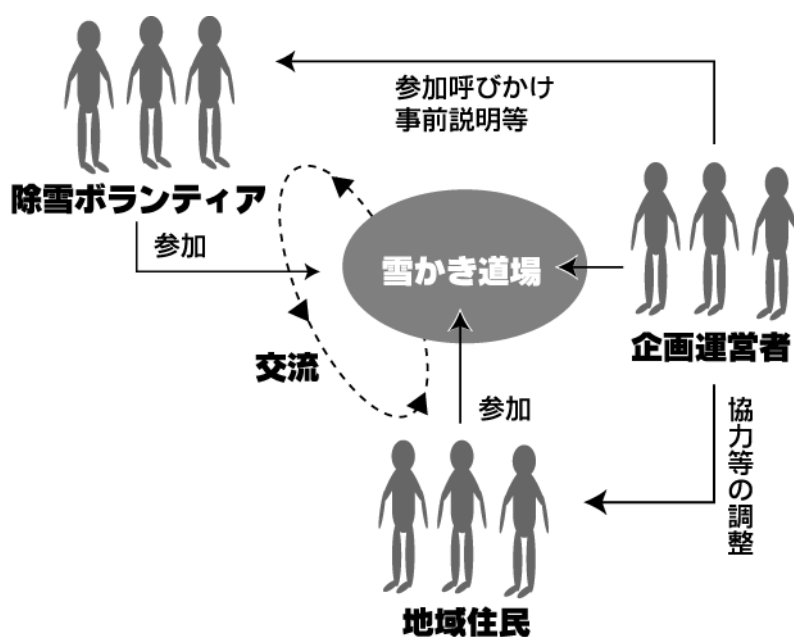 参加呼びかけ
事前説明等
除雪ボランティア
参加
雪かき道場
企画運営者
交流
参加
協力等の調整
地域住民